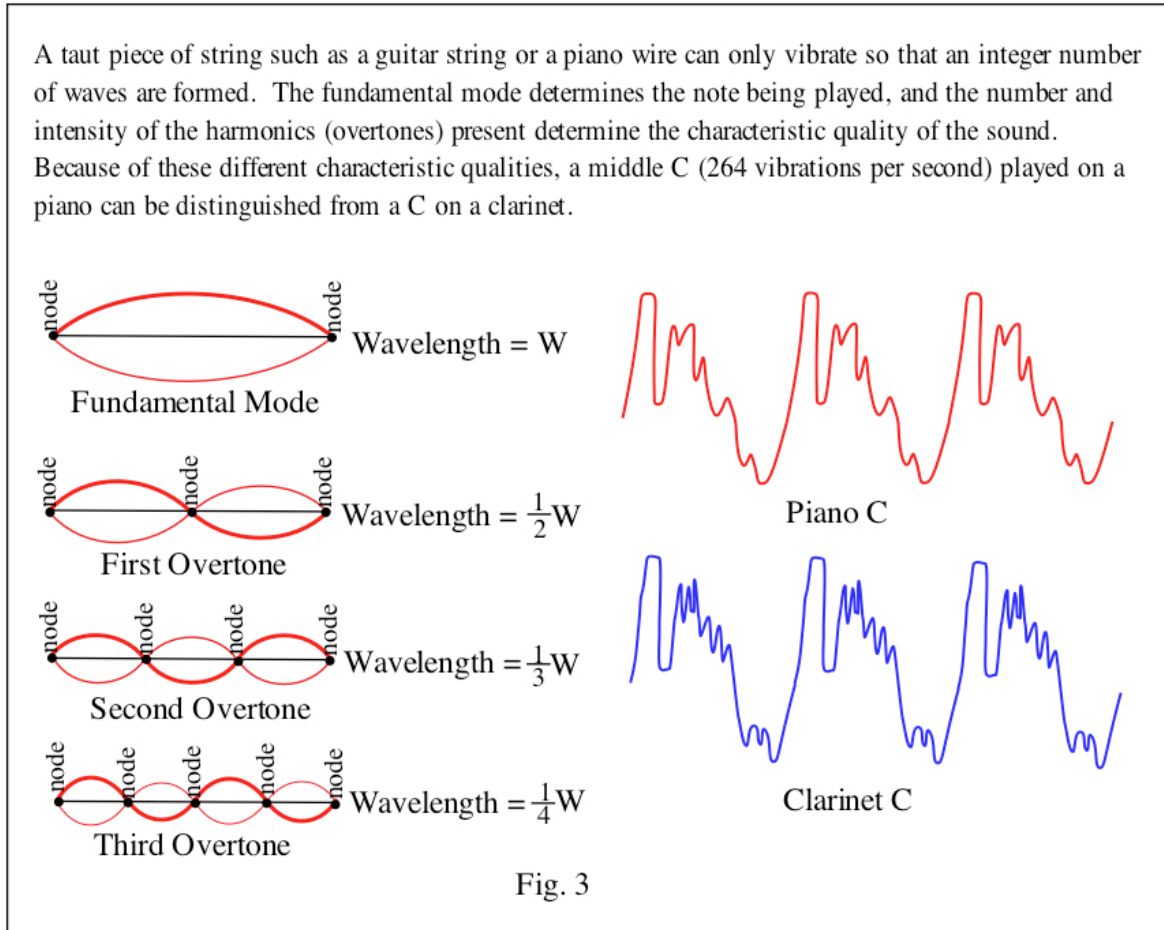 A taut piece of string such as a guitar string or a piano wire can only vibrate so that an integer number
of waves are formed.  The fundamental mode determines the note being played, and the number and
intensity of the harmonics (overtones) present determine the characteristic quality of the sound.
Because of these different characteristic qualities, a middle C (264 vibrations per second) played on a
piano can be distinguished from a C on a clarinet.
node
node
Wavelength = W
Fundamental Mode
node
node
node
Wavelength = 1/2 W
First Overtone
node
node
node
node
Wavelength = 1/3 W
Second Overtone
node
node
node
node
node
Wavelength = 1/4 W
Third Overtone
Piano C
Clarinet C
Fig. 3